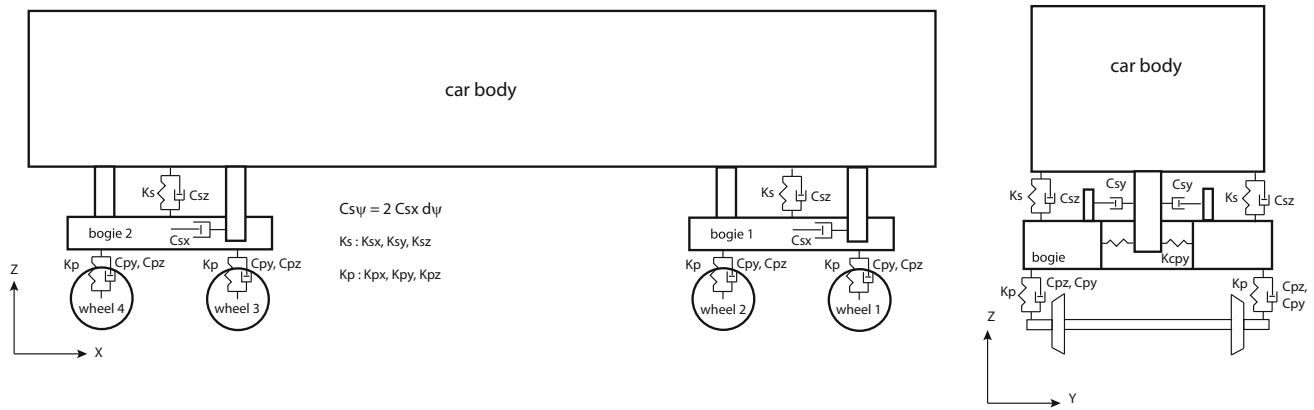 car body
Ks
Csz
Ks
Csz
bogie 2
Csx
Csψ = 2 Csx dψ
Ks : Ksx, Ksy, Ksz
Kp : Kpx, Kpy, Kpz
bogie 1
Csx
Kp
Cpy, Cpz
Kp
Cpy, Cpz
Kp
Cpy, Cpz
Kp
Cpy, Cpz
wheel 4
wheel 3
wheel 2
wheel 1
Z
X
car body
Csy
Csy
Ks
Csz
Ks
Csz
bogie
Kcpy
Kp
Cpz, Cpy
Kp
Cpz,
Cpy
Z
Y